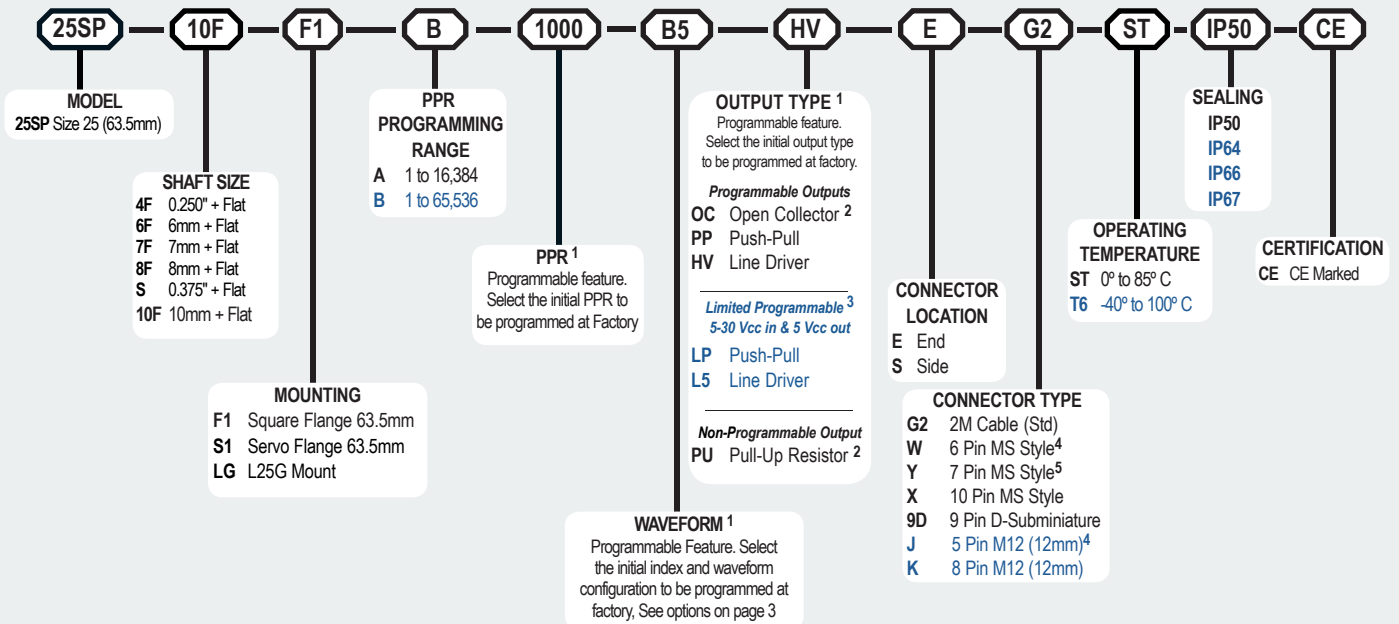 25SP 10F F1 B 1000 B5 HV E G2 ST IP50 CE
MODEL
25SP Size 25 (63.5mm)
SHAFT SIZE
4F 0.250" + Flat
6F 6mm + Flat
7F 7mm + Flat
8F 8mm + Flat
S 0.375" + Flat
10F 10mm + Flat
MOUNTING
F1 Square Flange 63.5mm
S1 Servo Flange 63.5mm
LG L25G Mount
PPR
PROGRAMMING
RANGE
A 1 to 16,384
B 1 to 65,536
PPR 1
Programmable feature.
Select the initial PPR to
be programmed at Factory
WAVEFORM 1
Programmable Feature. Select
the initial index and waveform
configuration to be programmed at
factory, See options on page 3
OUTPUT TYPE 1
Programmable feature.
Select the initial output type
to be programmed at factory.
Programmable Outputs
OC Open Collector 2
PP Push-Pull
HV Line Driver
Limited Programmable 3
5-30 Vcc in & 5 Vcc out
LP Push-Pull
L5 Line Driver
Non-Programmable Output
PU Pull-Up Resistor 2
CONNECTOR
LOCATION
E End
S Side
CONNECTOR TYPE
G2 2M Cable (Std)
W 6 Pin MS Style4
Y 7 Pin MS Style5
X 10 Pin MS Style
9D 9 Pin D-Subminiature
J 5 Pin M12 (12mm)4
K 8 Pin M12 (12mm)
OPERATING
TEMPERATURE
ST 0º to 85º C
T6 -40º to 100º C
SEALING
IP50
IP64
IP66
IP67
CERTIFICATION
CE CE Marked